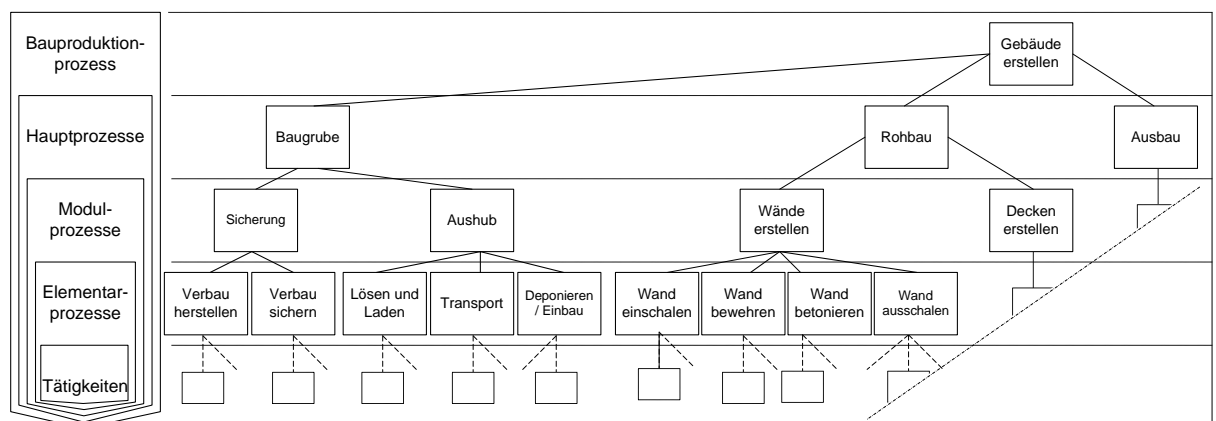 Bauproduktion-
prozess
Gebäude
erstellen
Hauptprozesse
Baugrube
Rohbau
Ausbau
Modul-
prozesse
Sicherung
Aushub
Wände
erstellen
Decken
erstellen
Elementar-
prozesse
Verbau
herstellen
Verbau
sichern
Lösen und
Laden
Transport
Deponieren
/ Einbau
Wand
einschalen
Wand
bewehren
Wand
betonieren
Wand
ausschalen
Tätigkeiten